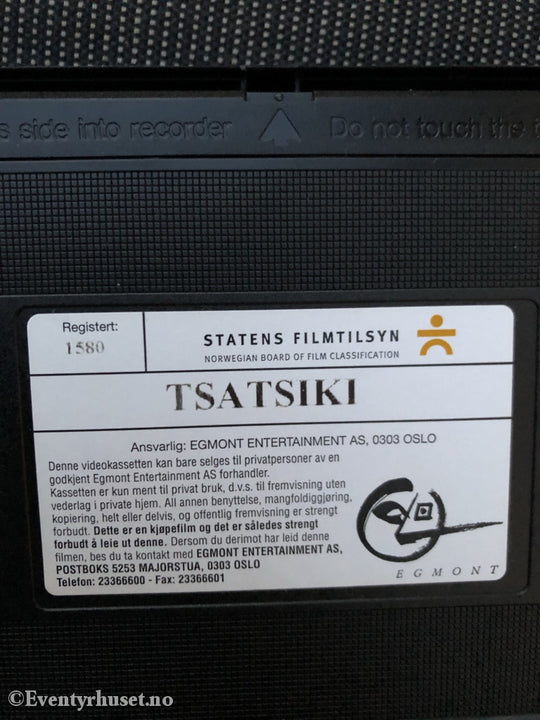 s side into recorder Do not touch the
Registert:
1580
STATENS FILMTILSYN
NORWEGIAN BOARD OF FILM CLASSIFICATION
TSATSIKI
Ansvarlig: EGMONT ENTERTAINMENT AS, 0303 OSLO
Denne videokassetten kan bare selges til privatpersoner av en
godkjent Egmont Entertainment AS forhandler.
Kassetten er kun ment til privat bruk, d.v.s. til fremvisning uten
vederlag i private hjem. All annen benyttelse, mangfoldiggjøring,
kopiering, helt eller delvis, og offentlig fremvisning er strengt
forbudt. Dette er en kjøpefilm og det er således strengt
forbudt å leie ut denne. Dersom du derimot har leid denne
filmen, bes du ta kontakt med EGMONT ENTERTAINMENT AS,
POSTBOKS 5253 MAJORSTUA, 0303 OSLO
Telefon: 23366600 - Fax: 23366601
EGMONT
©Eventyrhuset.no